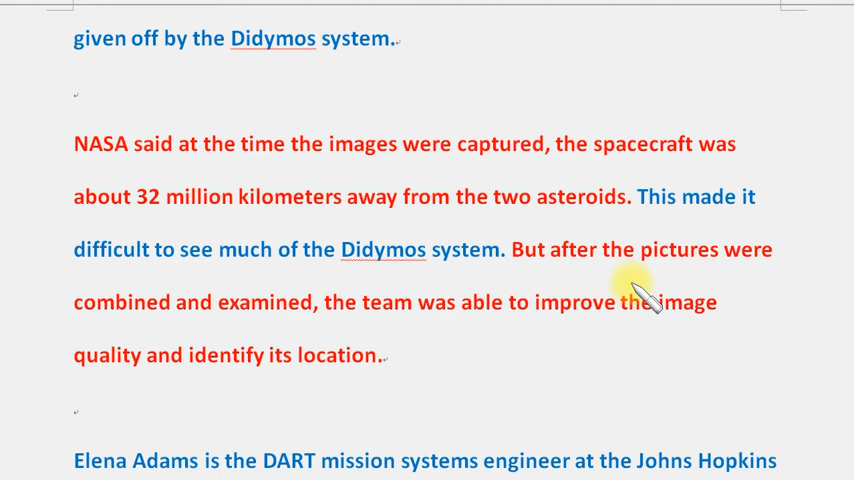 given off by the Didymos system.
NASA said at the time the images were captured, the spacecraft was
about 32 million kilometers away from the two asteroids. This made it
difficult to see much of the Didymos system. But after the pictures were
combined and examined, the team was able to improve the image
quality and identify its location.
Elena Adams is the DART mission systems engineer at the Johns Hopkins